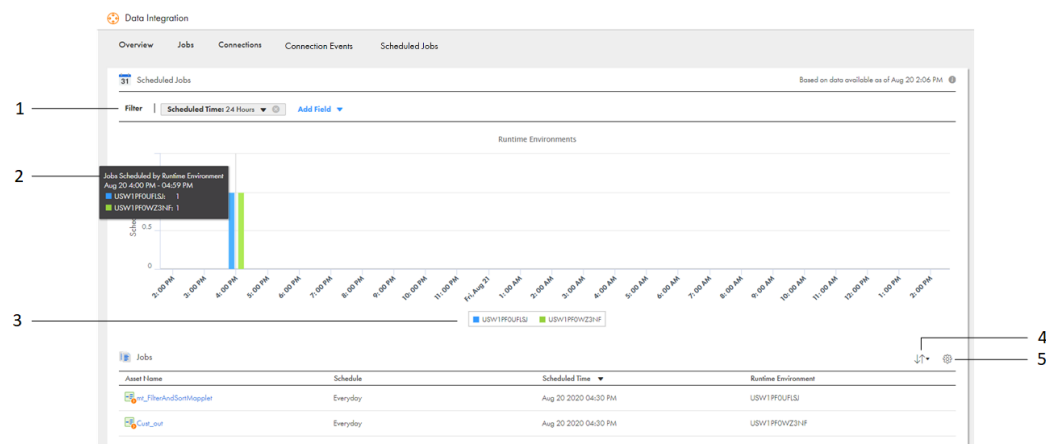 Data Integration
Overview Jobs Connections Connection Events Scheduled Jobs
31 Scheduled Jobs Based on data available as of Aug 20 2:06 PM
1 Filter | Scheduled Time: 24 Hours Add Field
Runtime Environments
2 Jobs Scheduled by Runtime Environment
Aug 20 4:00 PM - 04:59 PM
USW1PF0UFLSJ: 1
USW1PF0WZ3NF: 1
0.5
0
2:00 PM 3:00 PM 4:00 PM 5:00 PM 6:00 PM 7:00 PM 8:00 PM 9:00 PM 10:00 PM 11:00 PM Fri, Aug 21 1:00 AM 2:00 AM 3:00 AM 4:00 AM 5:00 AM 6:00 AM 7:00 AM 8:00 AM 9:00 AM 10:00 AM 11:00 AM 12:00 PM 1:00 PM 2:00 PM
3 USW1PF0UFLSJ USW1PF0WZ3NF
4
Jobs 5
Asset Name Schedule Scheduled Time Runtime Environment
mt_FilterAndSortMapplet Everyday Aug 20 2020 04:30 PM USW1PF0UFLSJ
Cust_out Everyday Aug 20 2020 04:30 PM USW1PF0WZ3NF